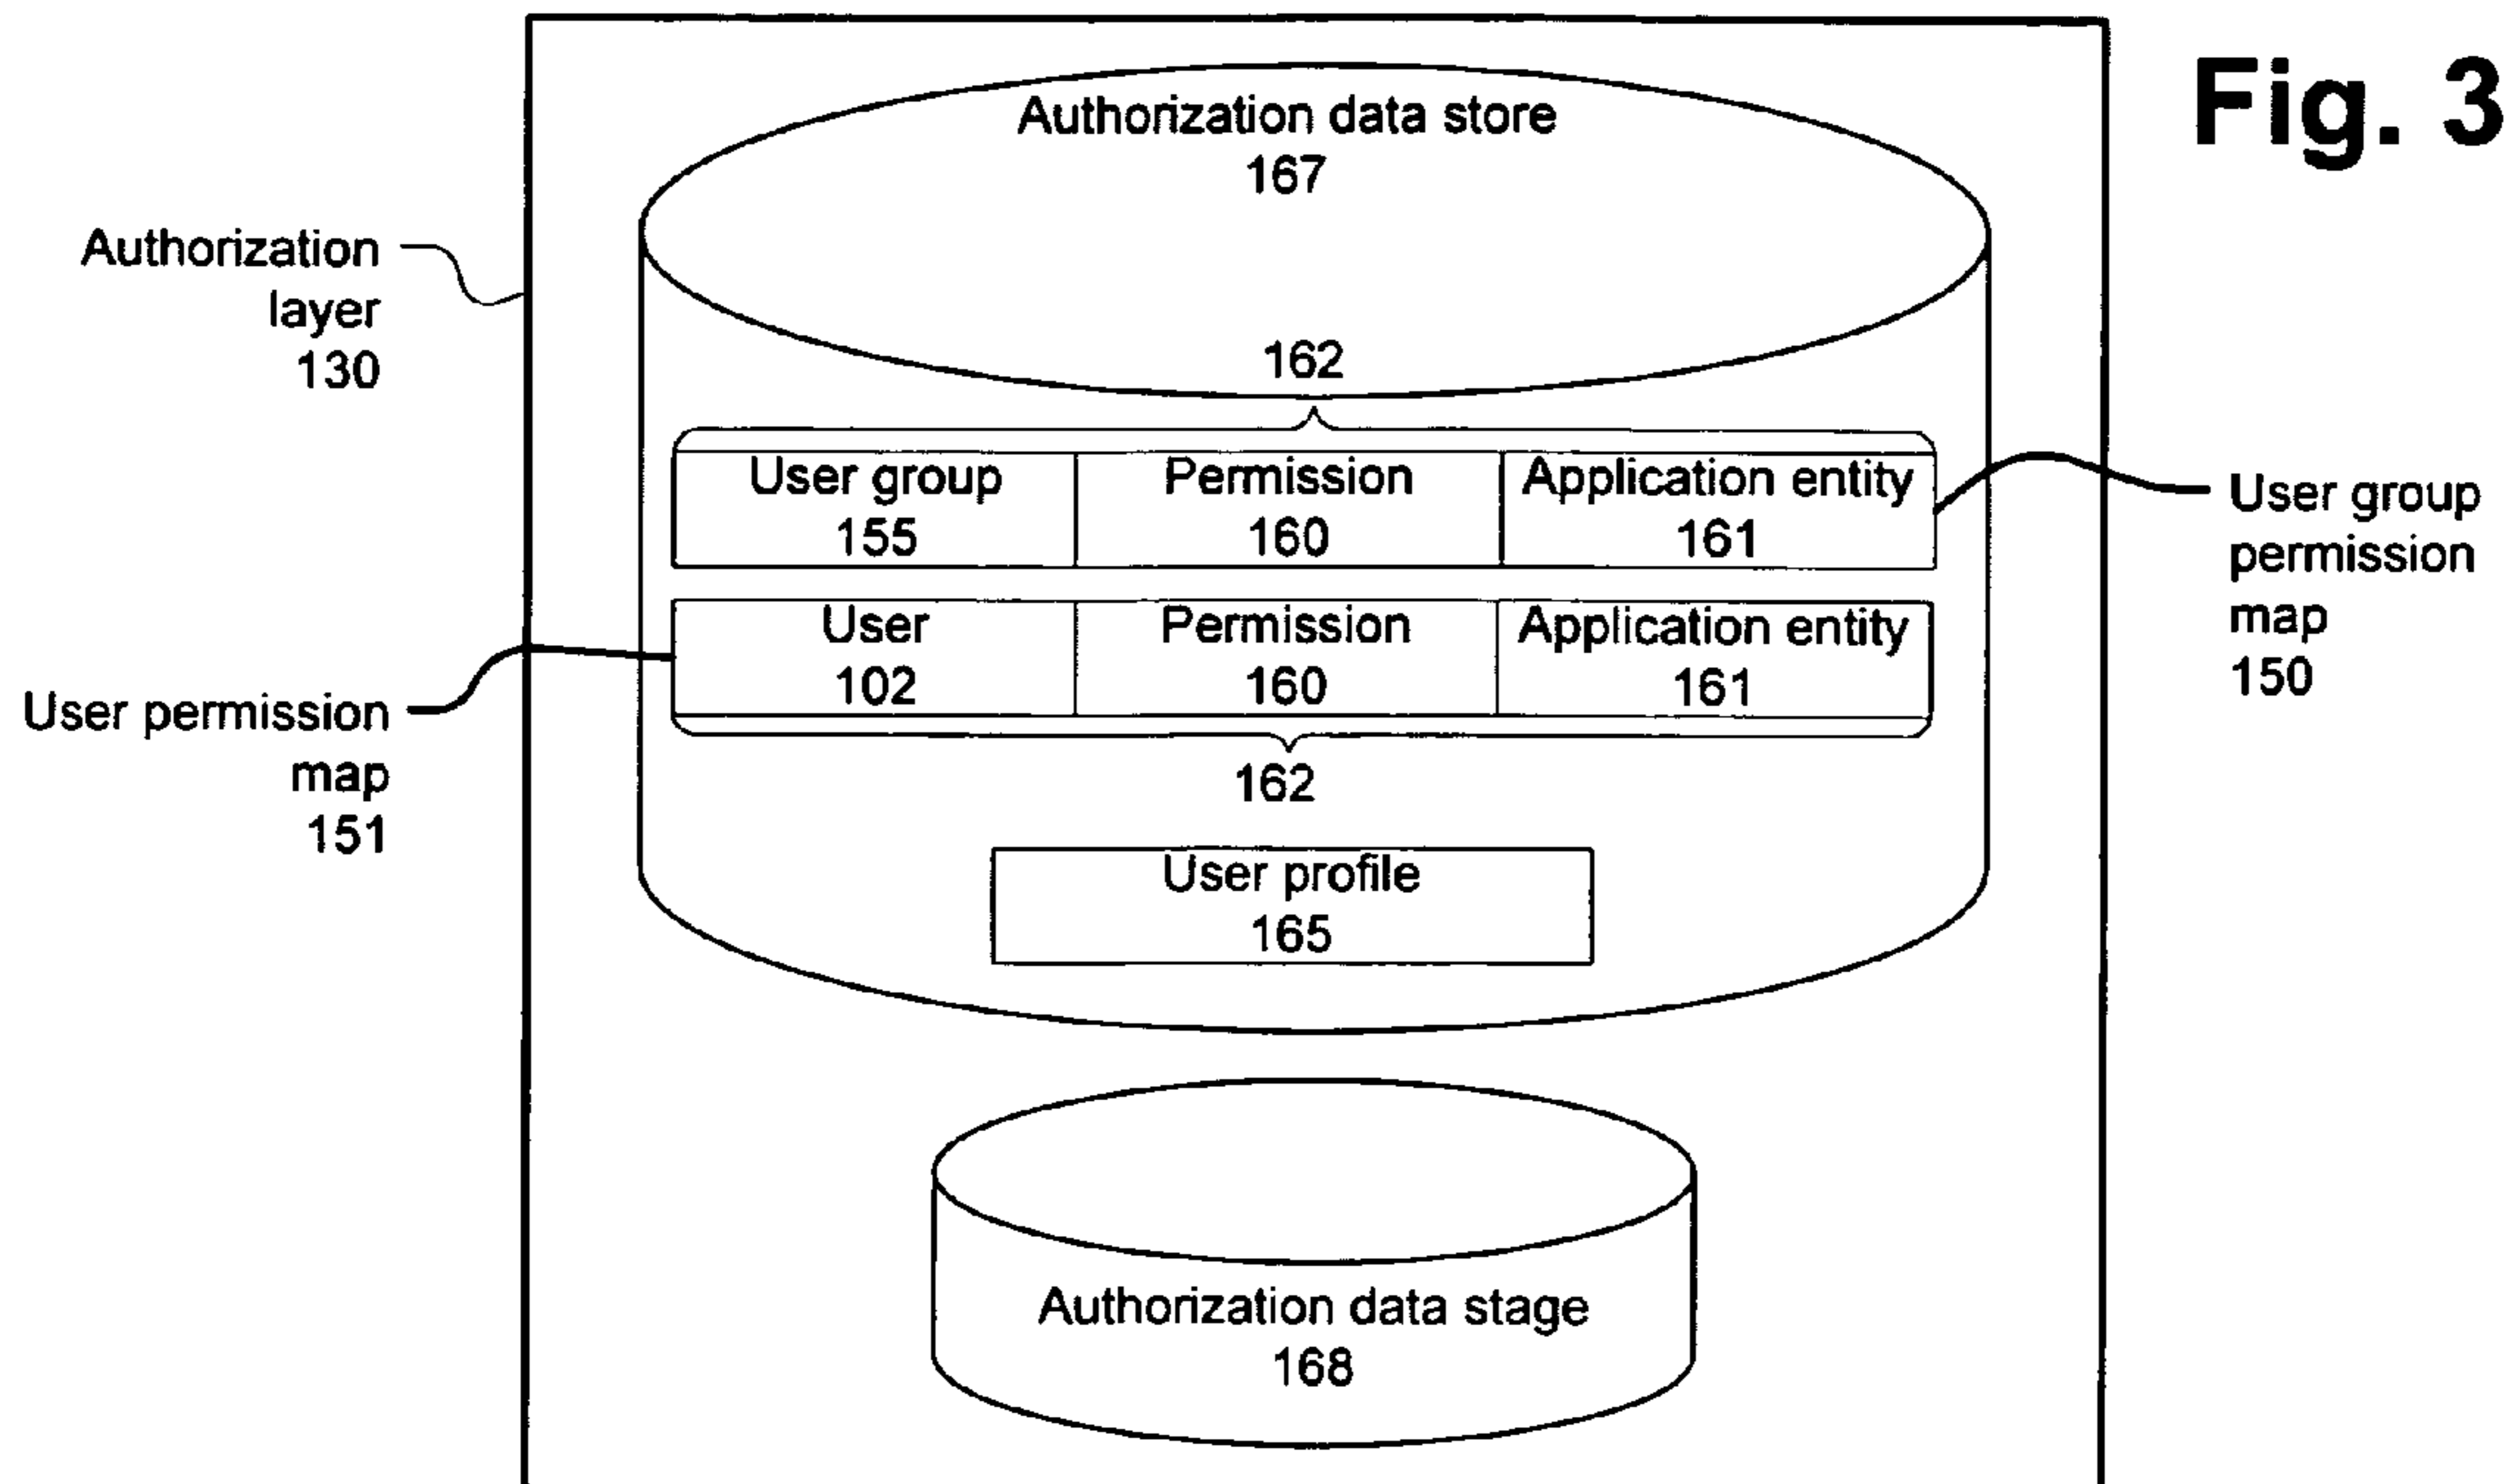 Fig. 3
Authorization data store
167
Authorization
layer
130
162
User group
155
Permission
160
Application entity
161
User group
permission
map
150
User
102
Permission
160
Application entity
161
User permission
map
151
162
User profile
165
Authorization data stage
168